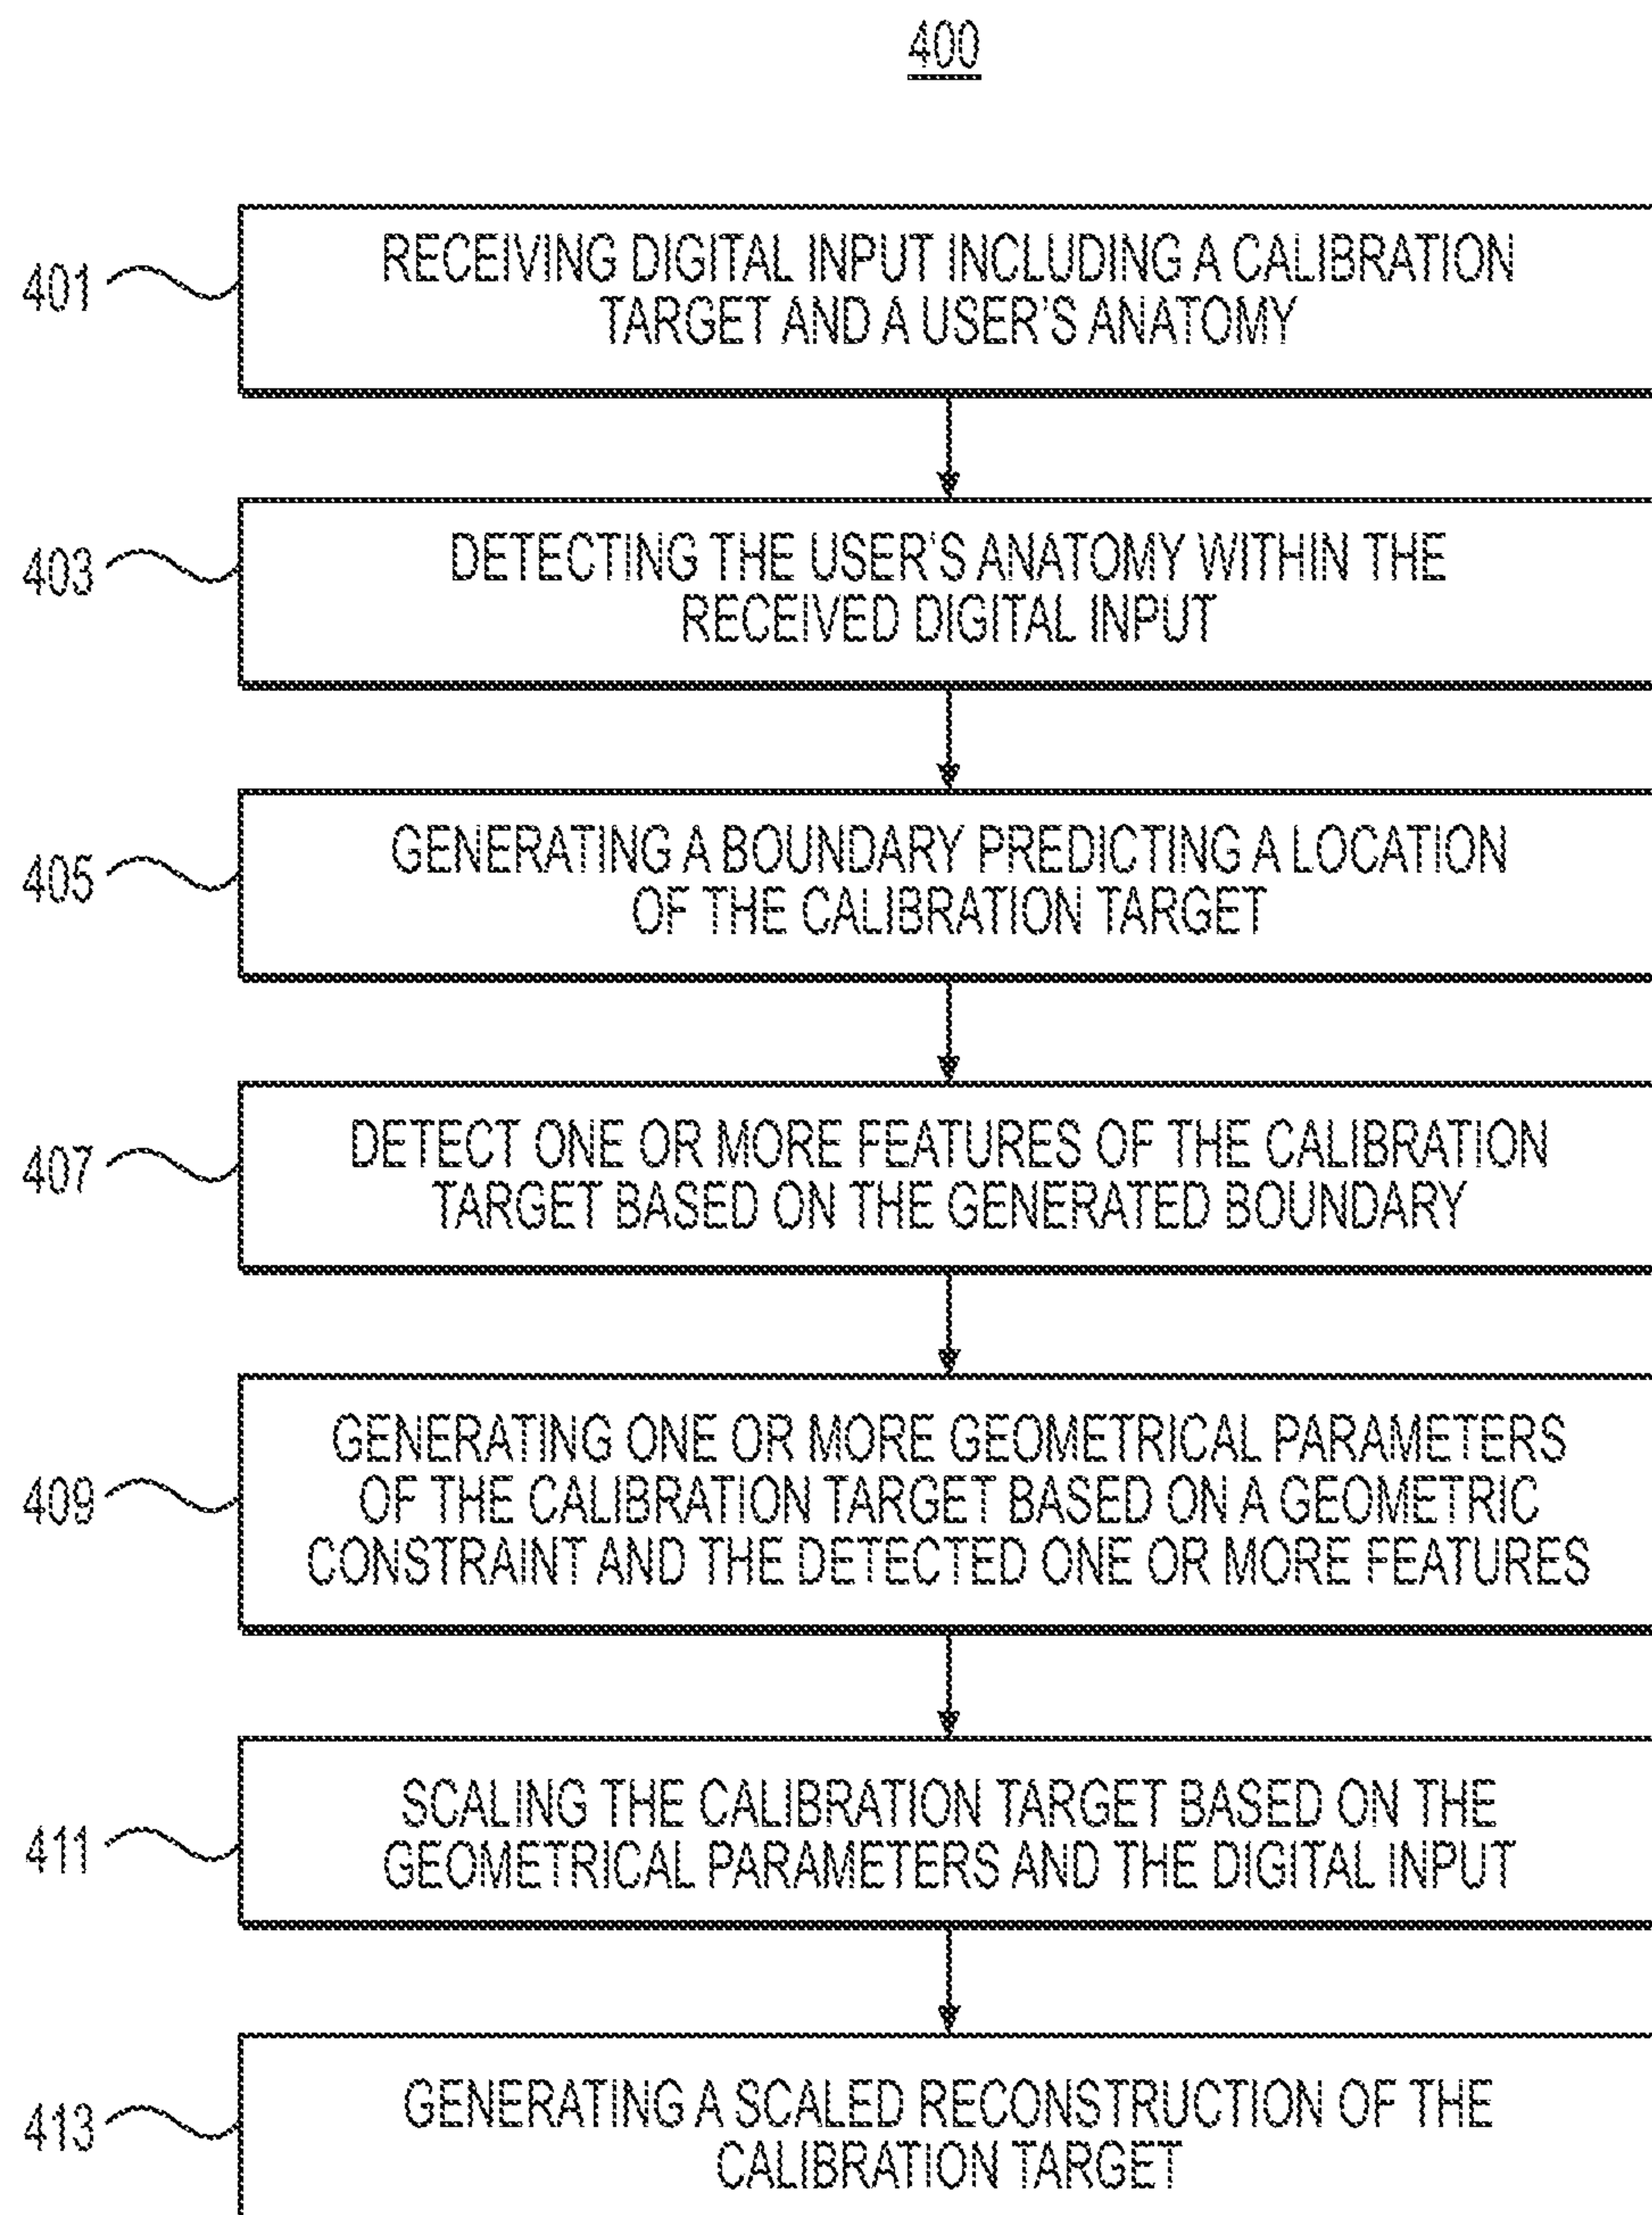 400
401
RECEIVING DIGITAL INPUT INCLUDING A CALIBRATION
TARGET AND A USER'S ANATOMY
403
DETECTING THE USER'S ANATOMY WITHIN THE
RECEIVED DIGITAL INPUT
405
GENERATING A BOUNDARY PREDICTING A LOCATION
OF THE CALIBRATION TARGET
407
DETECT ONE OR MORE FEATURES OF THE CALIBRATION
TARGET BASED ON THE GENERATED BOUNDARY
409
GENERATING ONE OR MORE GEOMETRICAL PARAMETERS
OF THE CALIBRATION TARGET BASED ON A GEOMETRIC
CONSTRAINT AND THE DETECTED ONE OR MORE FEATURES
411
SCALING THE CALIBRATION TARGET BASED ON THE
GEOMETRICAL PARAMETERS AND THE DIGITAL INPUT
413
GENERATING A SCALED RECONSTRUCTION OF THE
CALIBRATION TARGET